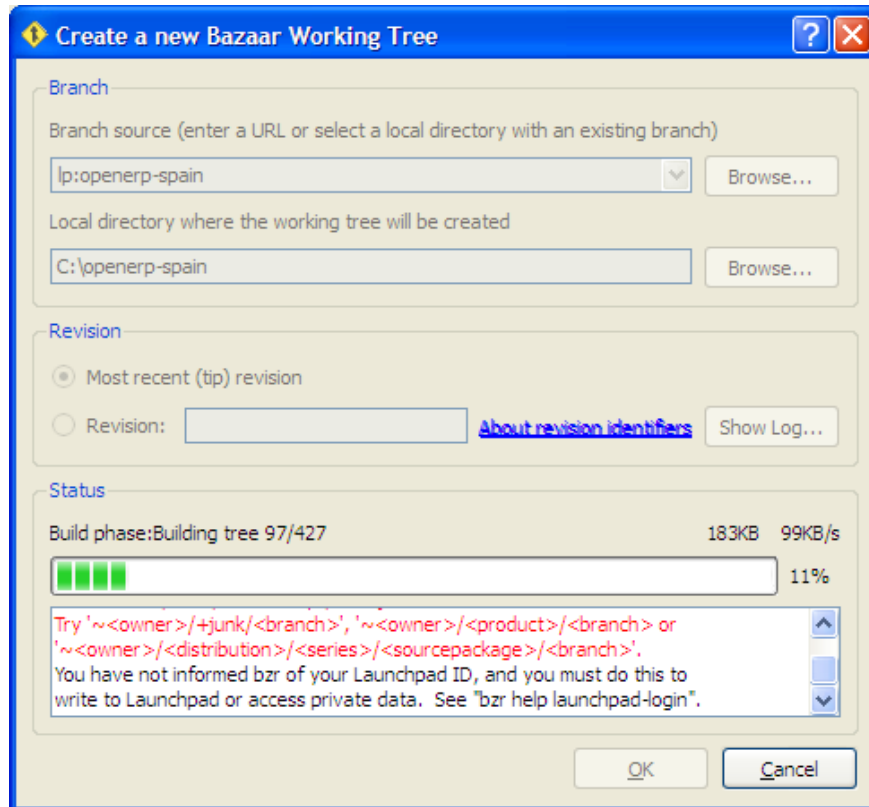 Create a new Bazaar Working Tree
Branch
Branch source (enter a URL or select a local directory with an existing branch)
lp:openerp-spain
Browse...
Local directory where the working tree will be created
C:\openerp-spain
Browse...
Revision
Most recent (tip) revision
Revision:
About revision identifiers
Show Log...
Status
Build phase:Building tree 97/427 183KB 99KB/s
11%
Try '~<owner>/+junk/<branch>', '~<owner>/<product>/<branch> or
'~<owner>/<distribution>/<series>/<sourcepackage>/<branch>'.
You have not informed bzr of your Launchpad ID, and you must do this to
write to Launchpad or access private data.  See "bzr help launchpad-login".
OK
Cancel